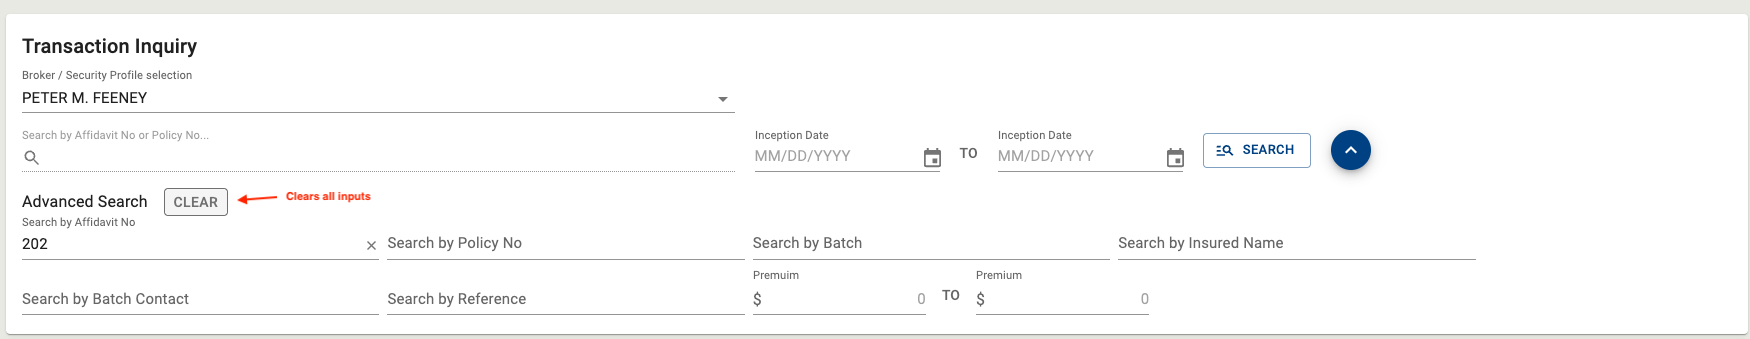 Transaction Inquiry
Broker / Security Profile selection
PETER M. FEENEY
Search by Affidavit No or Policy No...
Inception Date
MM/DD/YYYY
TO
Inception Date
MM/DD/YYYY
SEARCH
Advanced Search
CLEAR
Clears all inputs
Search by Affidavit No
202
Search by Policy No
Search by Batch
Search by Insured Name
Search by Batch Contact
Search by Reference
Premuim
$ 0
TO
Premium
$ 0